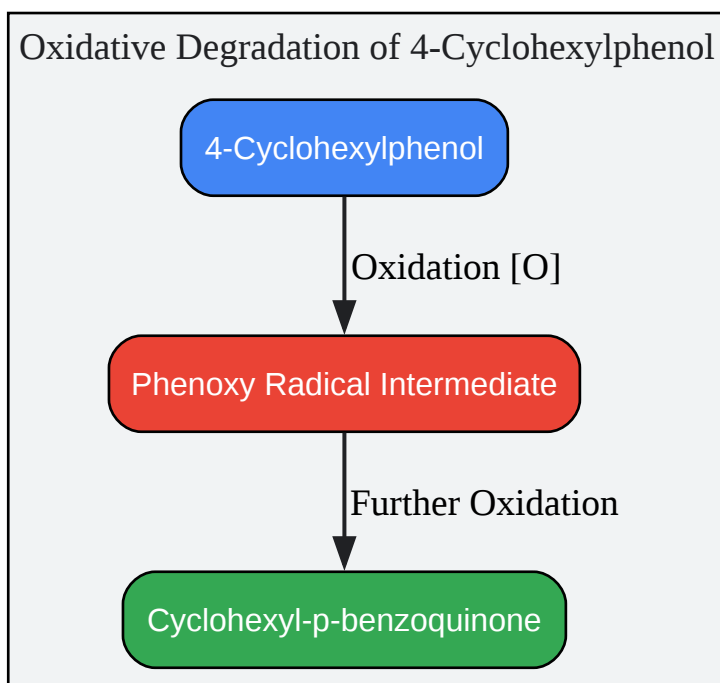 Oxidative Degradation of 4-Cyclohexylphenol
4-Cyclohexylphenol
Oxidation [O]
Phenoxy Radical Intermediate
Further Oxidation
Cyclohexyl-p-benzoquinone